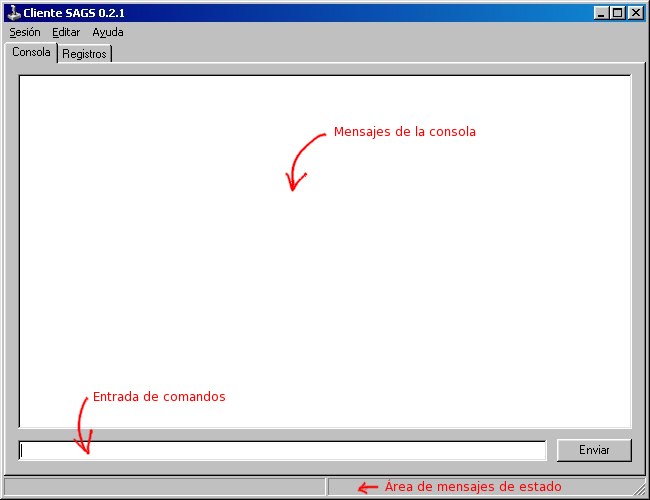 Cliente SAGS 0.2.1
Sesión Editar Ayuda
Consola Registros
Mensajes de la consola
Entrada de comandos
Enviar
Área de mensajes de estado